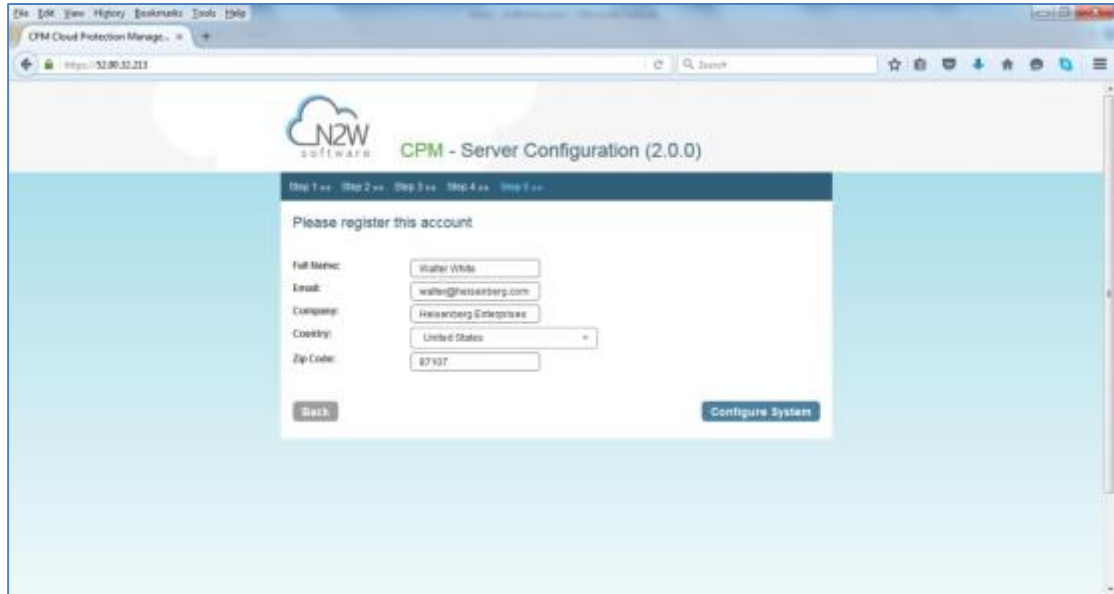 File Edit View History Bookmarks Tools Help
CPM Cloud Protection Manage...
Search
N2W
software
CPM - Server Configuration (2.0.0)
Step 1 Step 2 Step 3 Step 4 Step 5
Please register this account
Full Name: Walter White
Email: walter@heisenberg.com
Company: Heisenberg Enterprises
Country: United States
Zip Code: 87107
Back Configure System